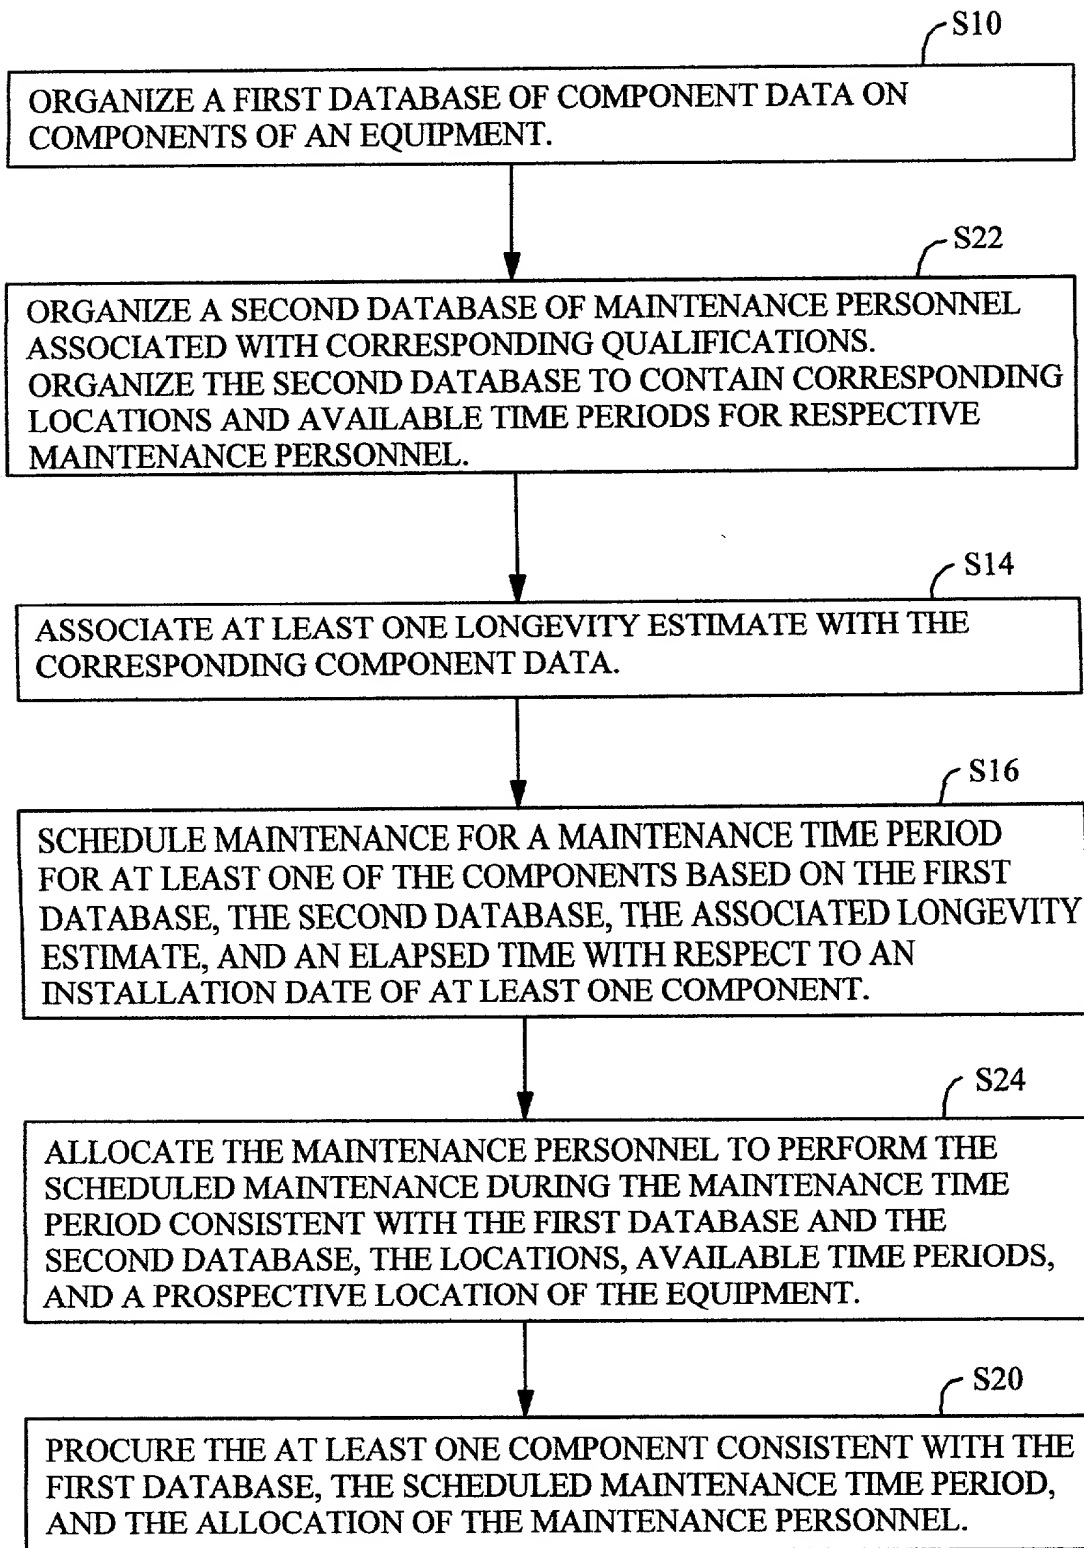 S10
ORGANIZE A FIRST DATABASE OF COMPONENT DATA ON
COMPONENTS OF AN EQUIPMENT.
S22
ORGANIZE A SECOND DATABASE OF MAINTENANCE PERSONNEL
ASSOCIATED WITH CORRESPONDING QUALIFICATIONS.
ORGANIZE THE SECOND DATABASE TO CONTAIN CORRESPONDING
LOCATIONS AND AVAILABLE TIME PERIODS FOR RESPECTIVE
MAINTENANCE PERSONNEL.
S14
ASSOCIATE AT LEAST ONE LONGEVITY ESTIMATE WITH THE
CORRESPONDING COMPONENT DATA.
S16
SCHEDULE MAINTENANCE FOR A MAINTENANCE TIME PERIOD
FOR AT LEAST ONE OF THE COMPONENTS BASED ON THE FIRST
DATABASE, THE SECOND DATABASE, THE ASSOCIATED LONGEVITY
ESTIMATE, AND AN ELAPSED TIME WITH RESPECT TO AN
INSTALLATION DATE OF AT LEAST ONE COMPONENT.
S24
ALLOCATE THE MAINTENANCE PERSONNEL TO PERFORM THE
SCHEDULED MAINTENANCE DURING THE MAINTENANCE TIME
PERIOD CONSISTENT WITH THE FIRST DATABASE AND THE
SECOND DATABASE, THE LOCATIONS, AVAILABLE TIME PERIODS,
AND A PROSPECTIVE LOCATION OF THE EQUIPMENT.
S20
PROCURE THE AT LEAST ONE COMPONENT CONSISTENT WITH THE
FIRST DATABASE, THE SCHEDULED MAINTENANCE TIME PERIOD,
AND THE ALLOCATION OF THE MAINTENANCE PERSONNEL.